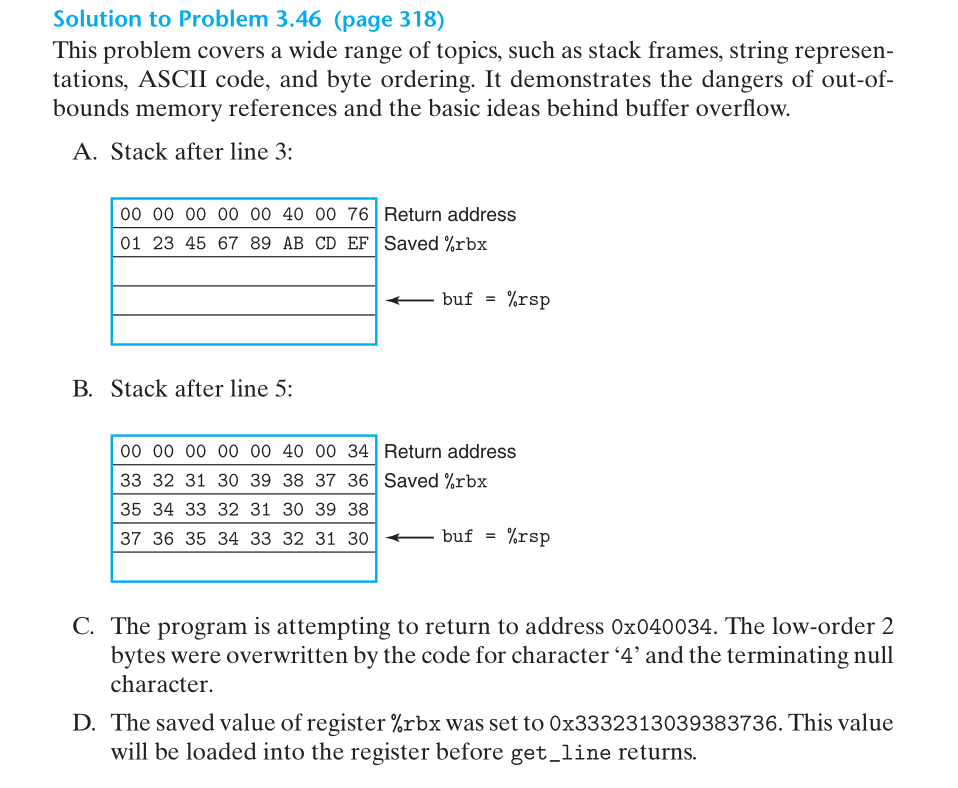 Solution to Problem 3.46 (page 318)
This problem covers a wide range of topics, such as stack frames, string represen-
tations, ASCII code, and byte ordering. It demonstrates the dangers of out-of-
bounds memory references and the basic ideas behind buffer overflow.
A. Stack after line 3:
00 00 00 00 00 40 00 76 Return address
01 23 45 67 89 AB CD EF Saved %rbx
buf = %rsp
B. Stack after line 5:
00 00 00 00 00 40 00 34 Return address
33 32 31 30 39 38 37 36 Saved %rbx
35 34 33 32 31 30 39 38
37 36 35 34 33 32 31 30 buf = %rsp
C. The program is attempting to return to address 0x040034. The low-order 2
bytes were overwritten by the code for character ‘4’ and the terminating null
character.
D. The saved value of register %rbx was set to 0x3332313039383736. This value
will be loaded into the register before get_line returns.